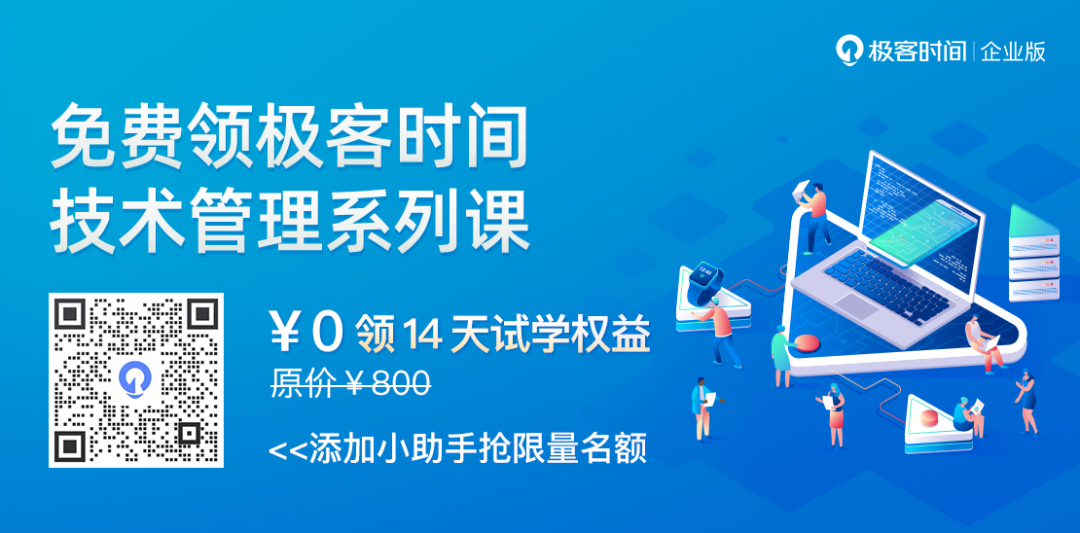 极客时间 | 企业版
免费领极客时间
技术管理系列课
¥0 领 14 天试学权益
原价 ¥800
<<添加小助手抢限量名额